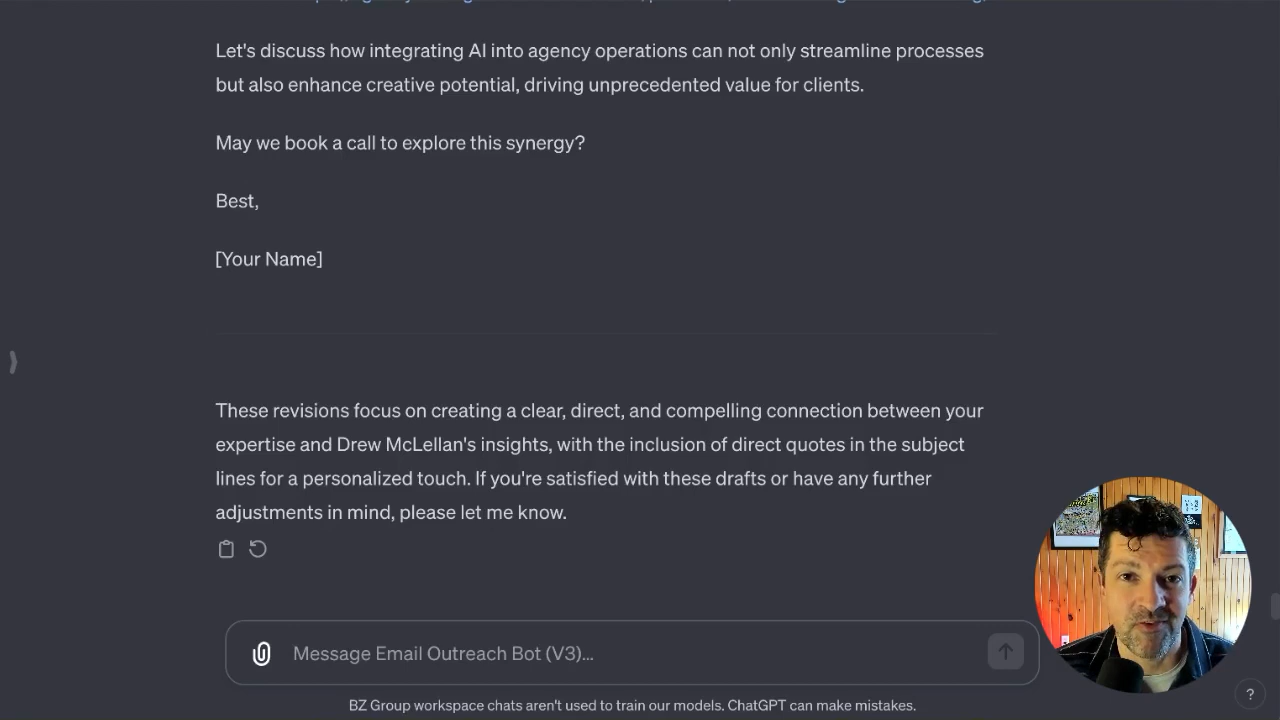 Let's discuss how integrating AI into agency operations can not only streamline processes
but also enhance creative potential, driving unprecedented value for clients.
May we book a call to explore this synergy?
Best,
[Your Name]
These revisions focus on creating a clear, direct, and compelling connection between your
expertise and Drew McLellan's insights, with the inclusion of direct quotes in the subject
lines for a personalized touch. If you're satisfied with these drafts or have any further
adjustments in mind, please let me know.
Message Email Outreach Bot (V3)...
BZ Group workspace chats aren't used to train our models. ChatGPT can make mistakes.
?